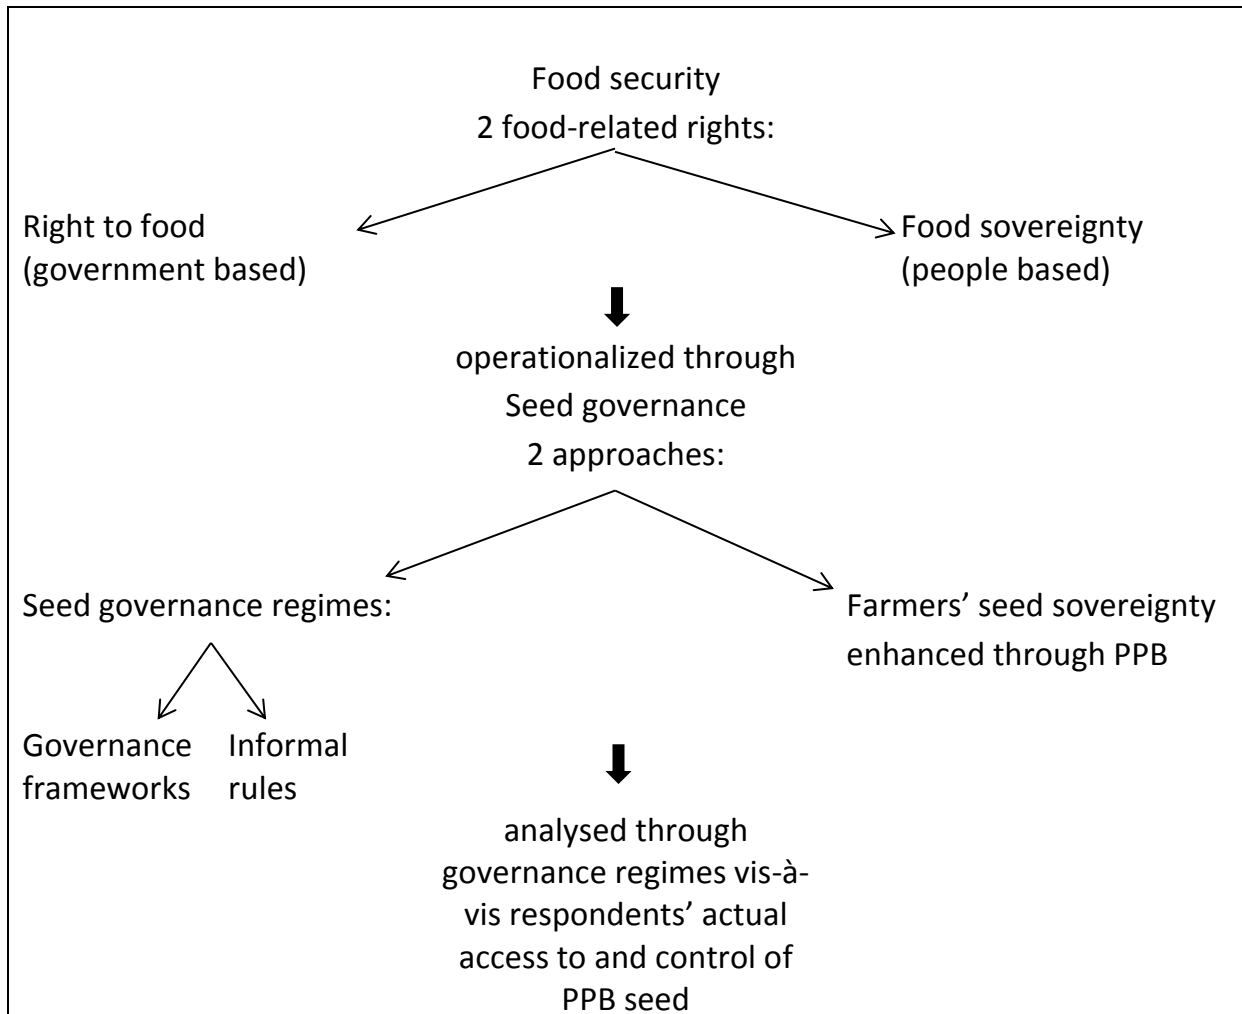 Food security
2 food-related rights:
Right to food
(government based)
Food sovereignty
(people based)
operationalized through
Seed governance
2 approaches:
Seed governance regimes:
Farmers’ seed sovereignty
enhanced through PPB
Governance
frameworks
Informal
rules
analysed through
governance regimes vis-à-
vis respondents’ actual
access to and control of
PPB seed